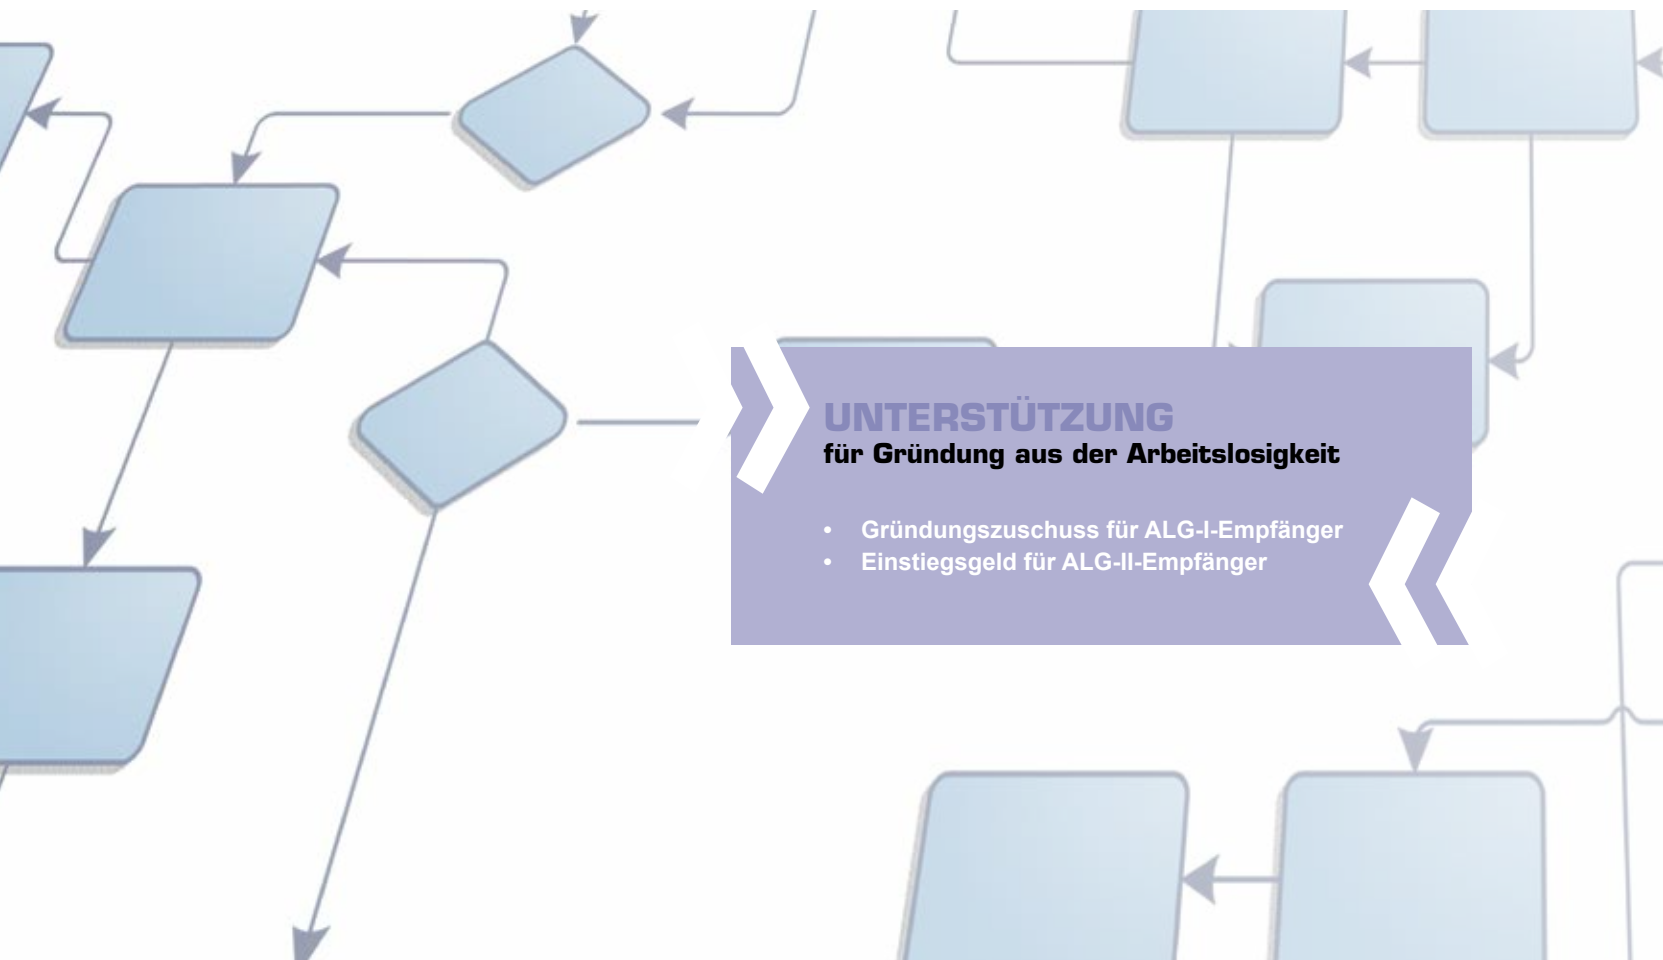 UNTERSTÜTZUNG
für Gründung aus der Arbeitslosigkeit
• Gründungszuschuss für ALG-I-Empfänger
• Einstiegsgeld für ALG-II-Empfänger